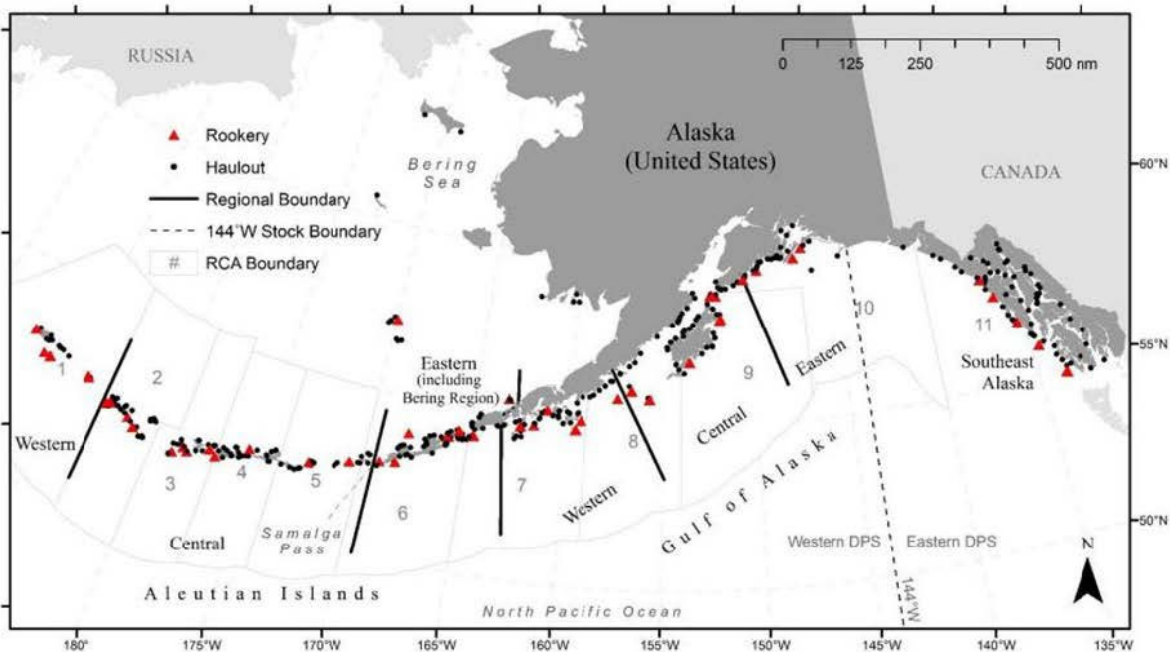 RUSSIA
0 125 250 500 nm
Rookery
Haulout
Regional Boundary
144°W Stock Boundary
# RCA Boundary
Bering
Sea
Alaska
(United States)
CANADA
60°N
55°N
50°N
1
2
3
4
5
6
7
8
9
10
11
Western
Central
Eastern
(including
Bering Region)
Samalga
Pass
Aleutian Islands
Western
Central
Eastern
Gulf of Alaska
Southeast
Alaska
Western DPS
Eastern DPS
144°W
N
North Pacific Ocean
180° 175°W 170°W 165°W 160°W 155°W 150°W 145°W 140°W 135°W